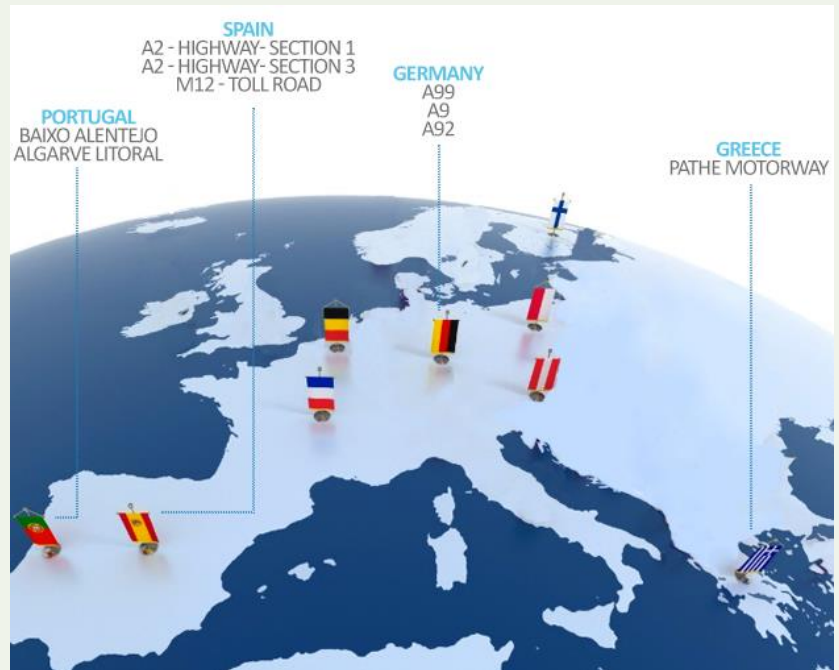 SPAIN
A2 - HIGHWAY- SECTION 1
A2 - HIGHWAY- SECTION 3
M12 - TOLL ROAD
GERMANY
A99
A9
A92
PORTUGAL
BAIXO ALENTEJO
ALGARVE LITORAL
GREECE
PATHE MOTORWAY